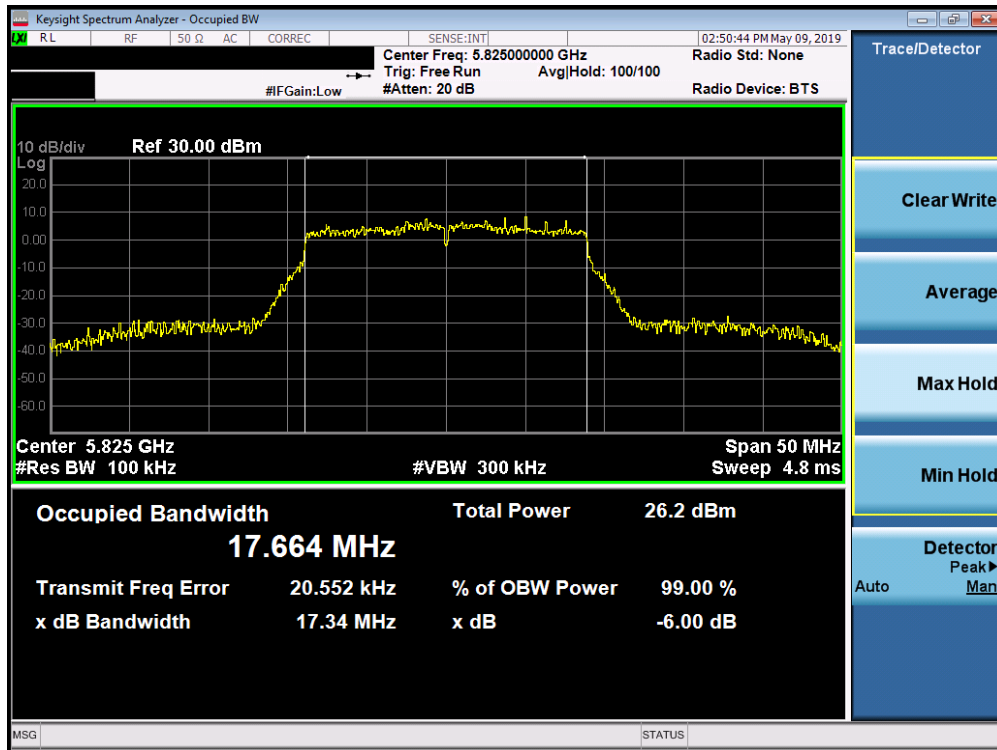 Keysight Spectrum Analyzer - Occupied BW
LXI RL RF 50 Ω AC CORREC SENSE:INT 02:50:44 PM May 09, 2019
Center Freq: 5.825000000 GHz Radio Std: None
Trig: Free Run Avg|Hold: 100/100
#IFGain:Low #Atten: 20 dB Radio Device: BTS
Trace/Detector
10 dB/div Ref 30.00 dBm
Log
20.0
10.0
0.00
-10.0
-20.0
-30.0
-40.0
-50.0
-60.0
Center 5.825 GHz Span 50 MHz
#Res BW 100 kHz #VBW 300 kHz Sweep 4.8 ms
Occupied Bandwidth Total Power 26.2 dBm
17.664 MHz
Transmit Freq Error 20.552 kHz % of OBW Power 99.00 %
x dB Bandwidth 17.34 MHz x dB -6.00 dB
Clear Write
Average
Max Hold
Min Hold
Detector
Peak▶
Auto Man
MSG STATUS